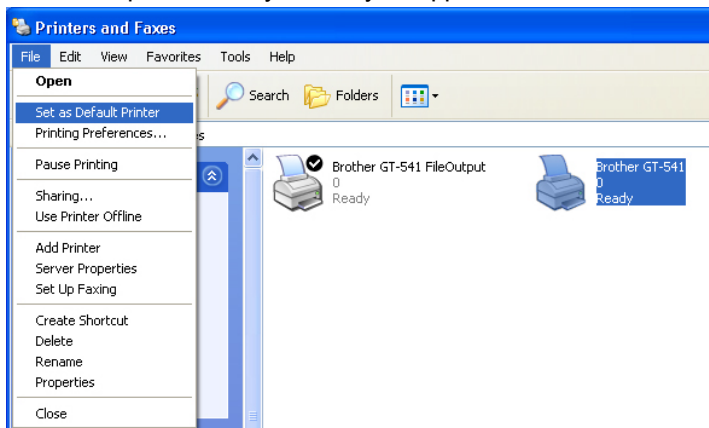 Printers and Faxes
File Edit View Favorites Tools Help
Open
Set as Default Printer
Printing Preferences...
Pause Printing
Sharing...
Use Printer Offline
Add Printer
Server Properties
Set Up Faxing
Create Shortcut
Delete
Rename
Properties
Close
Search Folders
s
Brother GT-541 FileOutput
0
Ready
Brother GT-541
0
Ready